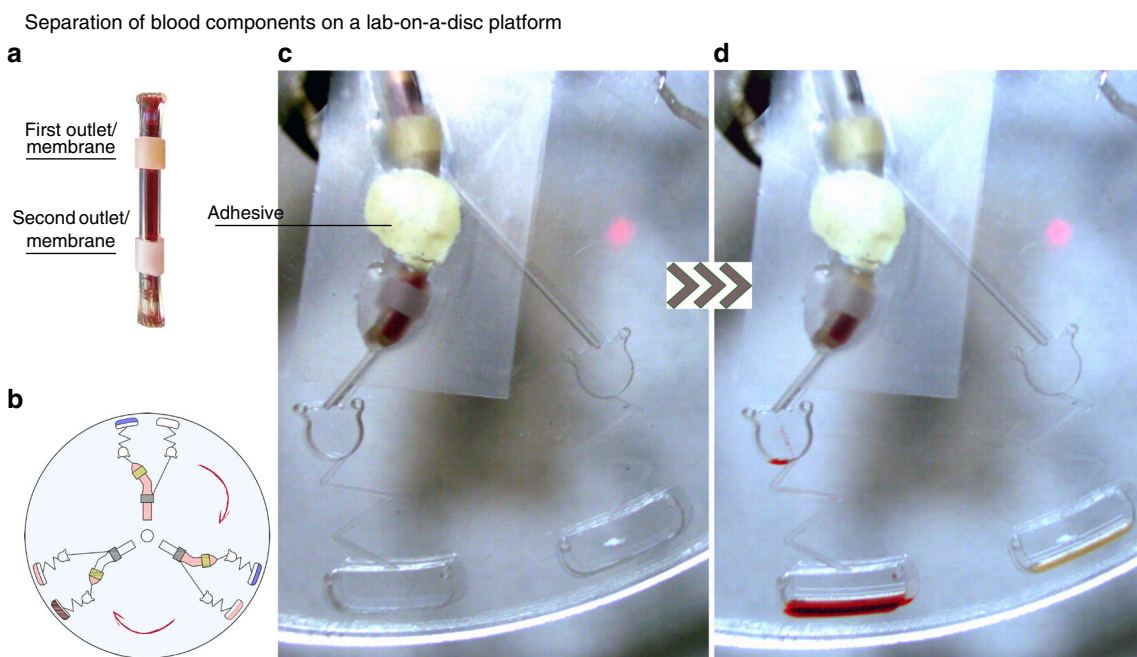 Separation of blood components on a lab-on-a-disc platform
a
c
d
First outlet/
membrane
Second outlet/
membrane
Adhesive
b